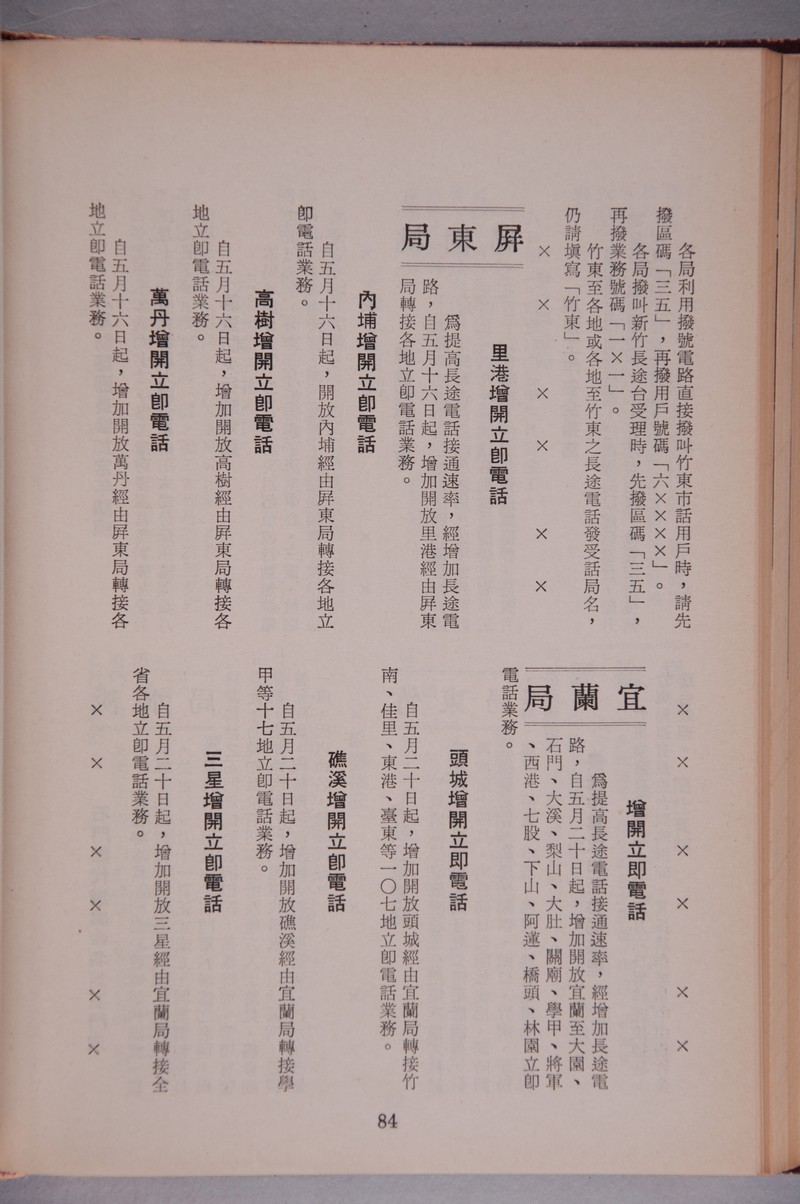 各局利用撥號電路直接撥叫竹東市話用戶時，請先
撥區碼「三五」，再撥用戶號碼「六××××」。
各局撥叫新竹長途台受理時，先撥區碼「三五」，
再撥業務號碼「一×一」。
竹東至各地或各地至竹東之長途電話發受話局名，
仍請塡寫「竹東」。
× × × × × ×
屏東局
里港增開立卽電話
爲提高長途電話接通速率，經增加長途電
路，自五月十六日起，增加開放里港經由屏東
局轉接各地立卽電話業務。
內埔增開立卽電話
自五月十六日起，開放內埔經由屏東局轉接各地立
卽電話業務。
高樹增開立卽電話
自五月十六日起，增加開放高樹經由屏東局轉接各
地立卽電話業務。
萬丹增開立卽電話
自五月十六日起，增加開放萬丹經由屏東局轉接各
地立卽電話業務。
× × × × × ×
宜蘭局
增開立卽電話
爲提高長途電話接通速率，經增加長途電
路，自五月二十日起，增加開放宜蘭至大園、
石門、大溪、梨山、大肚、關廟、學甲、將軍
、西港、七股、下山、阿蓮、橋頭、林園立卽
電話業務。
頭城增開立卽電話
自五月二十日起，增加開放頭城經由宜蘭局轉接竹
南、佳里、東港、臺東等一〇七地立卽電話業務。
礁溪增開立卽電話
自五月二十日起，增加開放礁溪經由宜蘭局轉接學
甲等十七地立卽電話業務。
三星增開立卽電話
自五月二十日起，增加開放三星經由宜蘭局轉接全
省各地立卽電話業務。
× × × × × ×
84